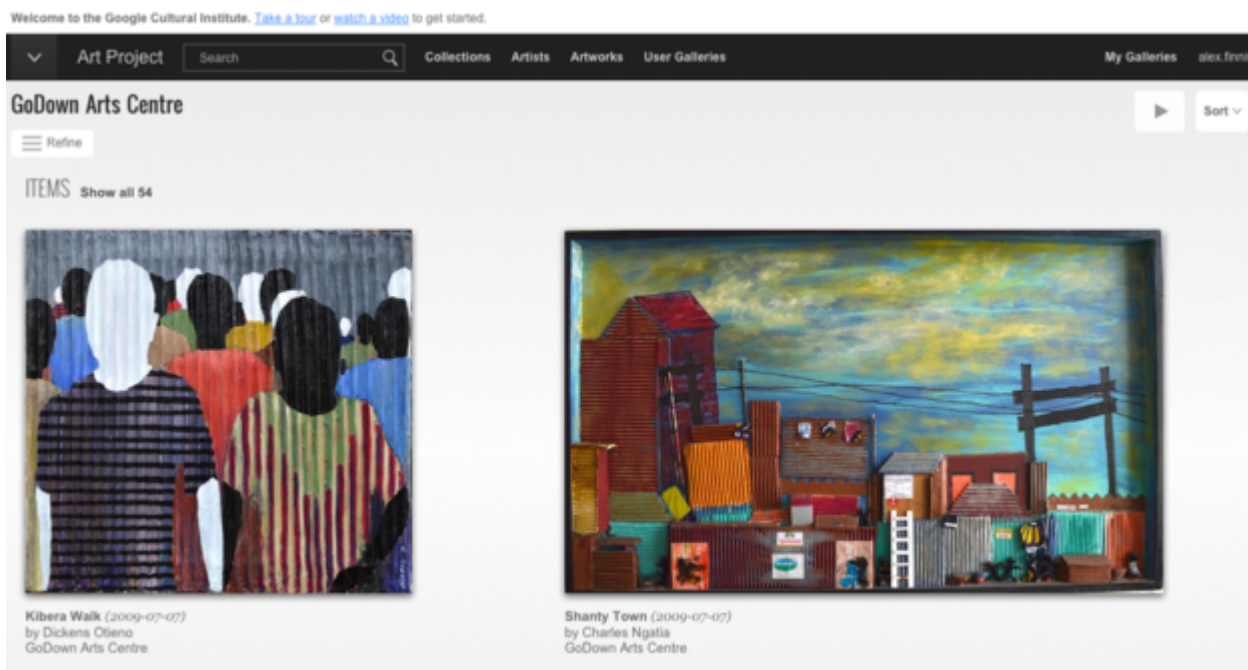 Welcome to the Google Cultural Institute. Take a tour or watch a video to get started.
Art Project Search Collections Artists Artworks User Galleries My Galleries alex.finni
GoDown Arts Centre
Sort
Refine
ITEMS Show all 54
Kibera Walk (2009-07-07)
by Dickens Otieno
GoDown Arts Centre
Shanty Town (2009-07-07)
by Charles Ngatia
GoDown Arts Centre